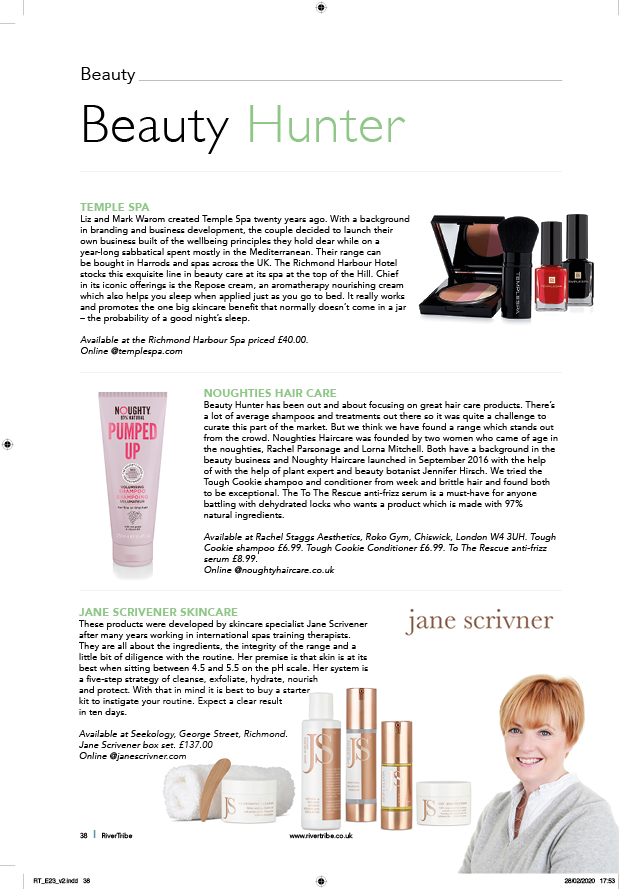 Beauty
Beauty Hunter
TEMPLE SPA
Liz and Mark Warom created Temple Spa twenty years ago. With a background
in branding and business development, the couple decided to launch their
own business built of the wellbeing principles they hold dear while on a
year-long sabbatical spent mostly in the Mediterranean. Their range can
be bought in Harrods and spas across the UK. The Richmond Harbour Hotel
stocks this exquisite line in beauty care at its spa at the top of the Hill. Chief
in its iconic offerings is the Repose cream, an aromatherapy nourishing cream
which also helps you sleep when applied just as you go to bed. It really works
and promotes the one big skincare benefit that normally doesn't come in a jar
– the probability of a good night's sleep.
Available at the Richmond Harbour Spa priced £40.00.
Online @templespa.com
TEMPLESPA
NOUGHTY
97% NATURAL
PUMPED
UP
VOLUMISING
SHAMPOO
NOUGHTIES HAIR CARE
Beauty Hunter has been out and about focusing on great hair care products. There's
a lot of average shampoos and treatments out there so it was quite a challenge to
curate this part of the market. But we think we have found a range which stands out
from the crowd. Noughties Haircare was founded by two women who came of age in
the noughties, Rachel Parsonage and Lorna Mitchell. Both have a background in the
beauty business and Noughty Haircare launched in September 2016 with the help
of with the help of plant expert and beauty botanist Jennifer Hirsch. We tried the
Tough Cookie shampoo and conditioner from week and brittle hair and found both
to be exceptional. The To The Rescue anti-frizz serum is a must-have for anyone
battling with dehydrated locks who wants a product which is made with 97%
natural ingredients.
Available at Rachel Staggs Aesthetics, Roko Gym, Chiswick, London W4 3UH. Tough
Cookie shampoo £6.99. Tough Cookie Conditioner £6.99. To The Rescue anti-frizz
serum £8.99.
Online @noughtyhaircare.co.uk
JANE SCRIVENER SKINCARE
These products were developed by skincare specialist Jane Scrivener
after many years working in international spas training therapists.
They are all about the ingredients, the integrity of the range and a
little bit of diligence with the routine. Her premise is that skin is at its
best when sitting between 4.5 and 5.5 on the pH scale. Her system is
a five-step strategy of cleanse, exfoliate, hydrate, nourish
and protect. With that in mind it is best to buy a starter
kit to instigate your routine. Expect a clear result
in ten days.
Available at Seekology, George Street, Richmond.
Jane Scrivener box set. £137.00
Online @janescrivner.com
jane scrivner
JS
JS
JS
JS
JS
38 | RiverTribe
www.rivertribe.co.uk
RT_E23_v2.indd 38
28/02/2020 17:53